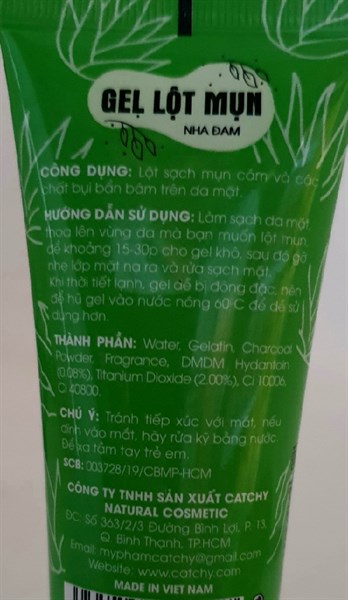 GEL LỘT MỤN
NHA ĐAM
CÔNG DỤNG: Lột sạch mụn cám và các
chất bụi bẩn bám trên da mặt.
HƯỚNG DẪN SỬ DỤNG: Làm sạch da mặt,
thoa lên vùng da mà bạn muốn lột mụn,
để khoảng 15-30p cho gel khô, sau đó gỡ
nhẹ lớp mặt nạ ra và rửa sạch mặt.
Khi thời tiết lạnh, gel dễ bị đông đặc, nên
để hủ gel vào nước nóng 60°C để dễ sử
dụng hơn.
THÀNH PHẦN: Water, Gelatin, Charcoal
Powder, Fragrance, DMDM Hydantoin
(0.08%), Titanium Dioxide (2.00%), Ci 10006,
Ci 40800.
CHÚ Ý: Tránh tiếp xúc với mắt, nếu
dính vào mắt, hãy rửa kỹ bằng nước.
Để xa tầm tay trẻ em.
SCB: 003728/19/CBMP-HCM
CÔNG TY TNHH SẢN XUẤT CATCHY
NATURAL COSMETIC
ĐC: Số 363/2/3 Đường Bình Lợi, P. 13,
Q. Bình Thạnh, TP.HCM
Email: myphamcatchy@gmail.com
Website: www.catchy.com
MADE IN VIET NAM